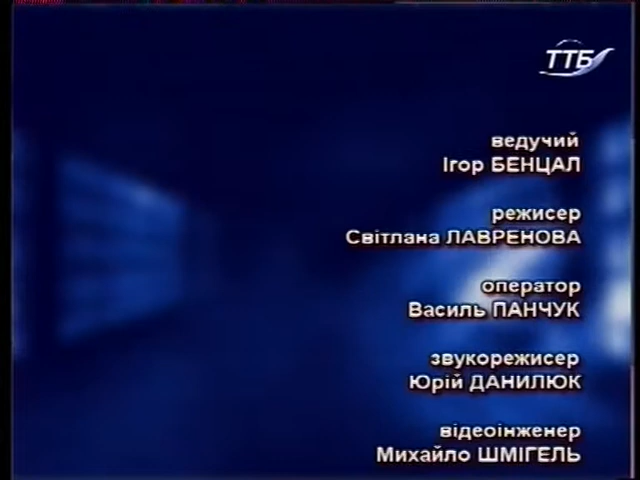 ТТБ
ведучий
Ігор БЕНЦАЛ
режисер
Світлана ЛАВРЕНОВА
оператор
Василь ПАНЧУК
звукорежисер
Юрій ДАНИЛЮК
відеоінженер
Михайло ШМІГЕЛЬ